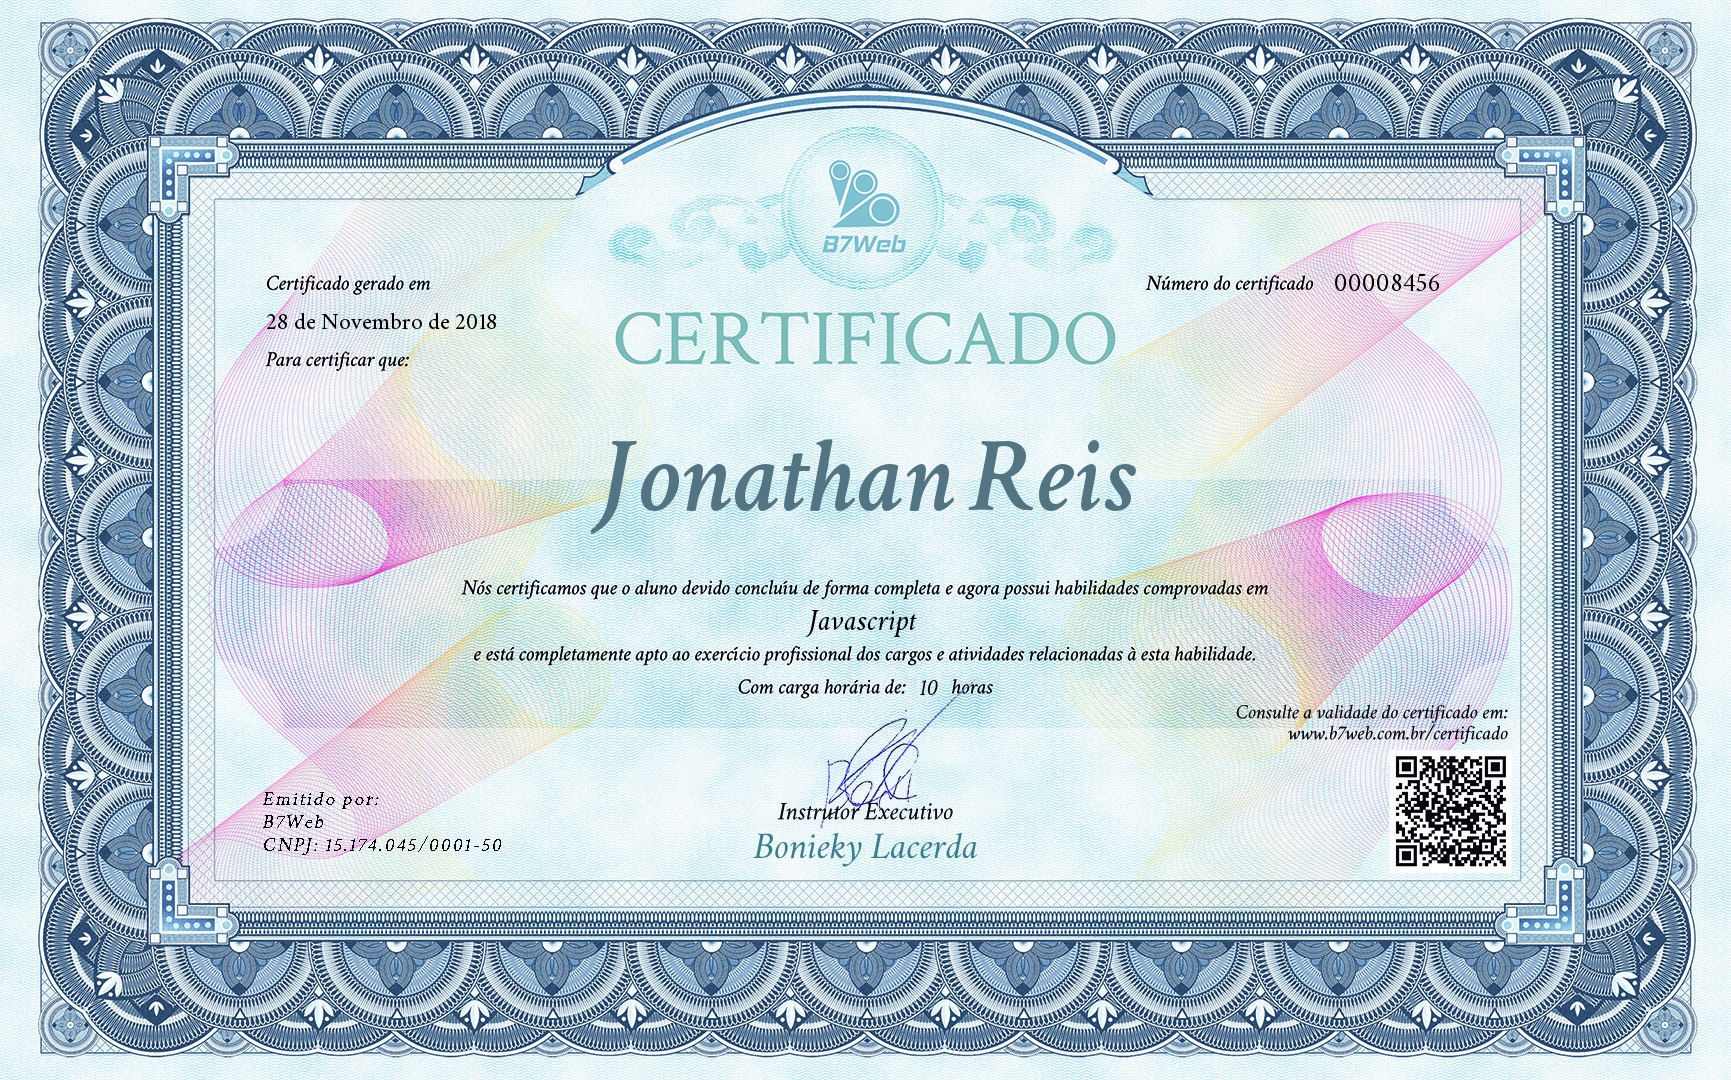 B7Web
Certificado gerado em
28 de Novembro de 2018
Para certificar que:
Número do certificado 00008456
CERTIFICADO
Jonathan Reis
Nós certificamos que o aluno devido concluíu de forma completa e agora possui habilidades comprovadas em
Javascript
e está completamente apto ao exercício profissional dos cargos e atividades relacionadas à esta habilidade.
Com carga horária de: 10 horas
Consulte a validade do certificado em:
www.b7web.com.br/certificado
Emitido por:
B7Web
CNPJ: 15.174.045/0001-50
Instrutor Executivo
Bonieky Lacerda